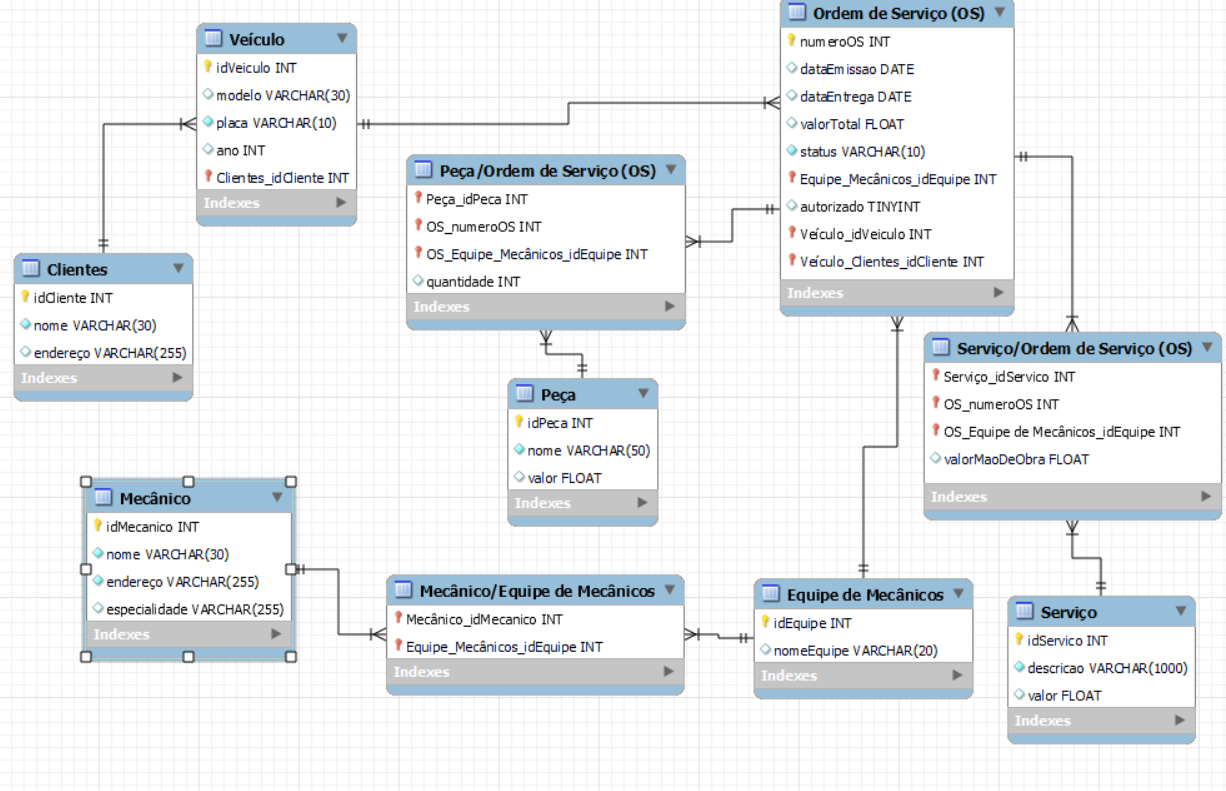 Veículo
idVeiculo INT
modelo VARCHAR(30)
placa VARCHAR(10)
ano INT
Clientes_idCliente INT
Indexes
Ordem de Serviço (OS)
numeroOS INT
dataEmissao DATE
dataEntrega DATE
valorTotal FLOAT
status VARCHAR(10)
Equipe_Mecânicos_idEquipe INT
autorizado TINYINT
Veículo_idVeiculo INT
Veículo_Clientes_idCliente INT
Indexes
Peça/Ordem de Serviço (OS)
Peça_idPeca INT
OS_numeroOS INT
OS_Equipe_Mecânicos_idEquipe INT
quantidade INT
Indexes
Clientes
idCliente INT
nome VARCHAR(30)
endereço VARCHAR(255)
Indexes
Serviço/Ordem de Serviço (OS)
Serviço_idServico INT
OS_numeroOS INT
OS_Equipe de Mecânicos_idEquipe INT
valorMaoDeObra FLOAT
Indexes
Peça
idPeca INT
nome VARCHAR(50)
valor FLOAT
Indexes
Mecânico
idMecanico INT
nome VARCHAR(30)
endereço VARCHAR(255)
especialidade VARCHAR(255)
Indexes
Mecânico/Equipe de Mecânicos
Mecânico_idMecanico INT
Equipe_Mecânicos_idEquipe INT
Indexes
Equipe de Mecânicos
idEquipe INT
nomeEquipe VARCHAR(20)
Indexes
Serviço
idServico INT
descricao VARCHAR(1000)
valor FLOAT
Indexes